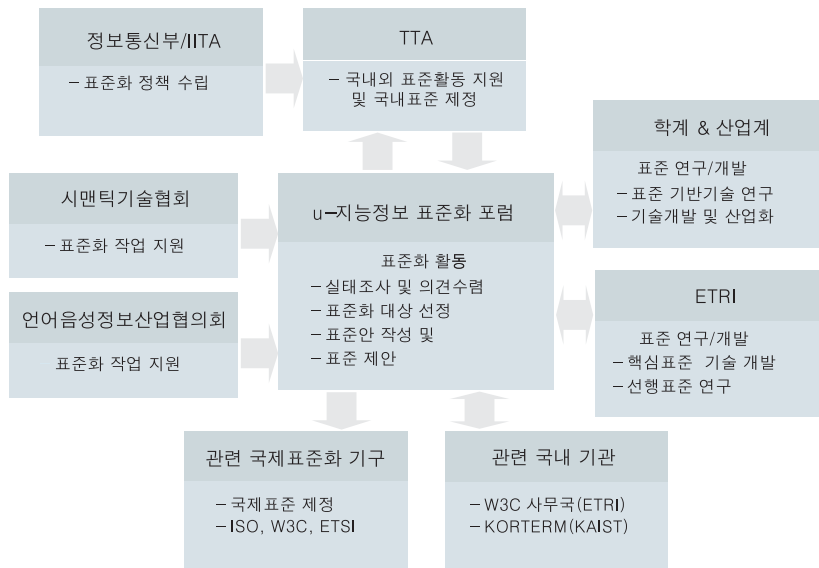 정보통신부/IITA
– 표준화 정책 수립
TTA
– 국내외 표준활동 지원
및 국내표준 제정
학계 & 산업계
표준 연구/개발
– 표준 기반기술 연구
– 기술개발 및 산업화
시맨틱기술협회
– 표준화 작업 지원
u–지능정보 표준화 포럼
표준화 활동
– 실태조사 및 의견수렴
– 표준화 대상 선정
– 표준안 작성 및
– 표준 제안
언어음성정보산업협의회
표준화 작업 지원
ETRI
표준 연구/개발
– 핵심표준 기술 개발
– 선행표준 연구
관련 국제표준화 기구
– 국제표준 제정
– ISO, W3C, ETSI
관련 국내 기관
– W3C 사무국(ETRI)
– KORTERM(KAIST)